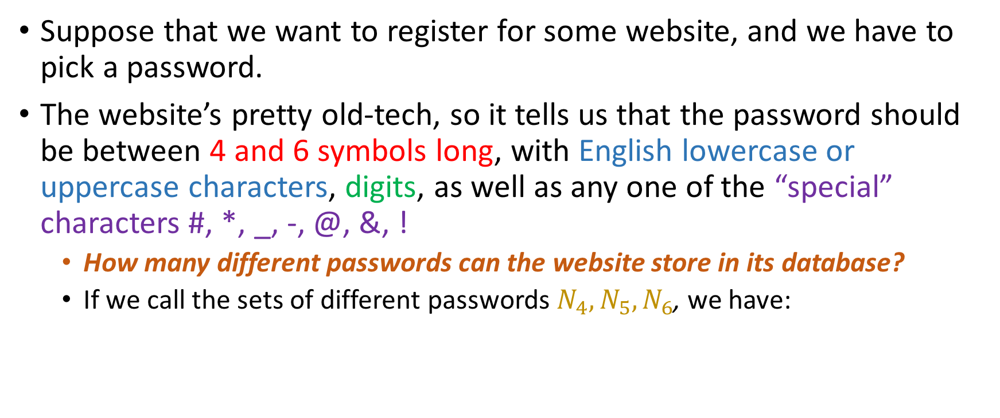 • Suppose that we want to register for some website, and we have to
pick a password.
• The website’s pretty old-tech, so it tells us that the password should
be between 4 and 6 symbols long, with English lowercase or
uppercase characters, digits, as well as any one of the “special”
characters #, *, _, -, @, &, !
• How many different passwords can the website store in its database?
• If we call the sets of different passwords 𝑁₄, 𝑁₅, 𝑁₆, we have: